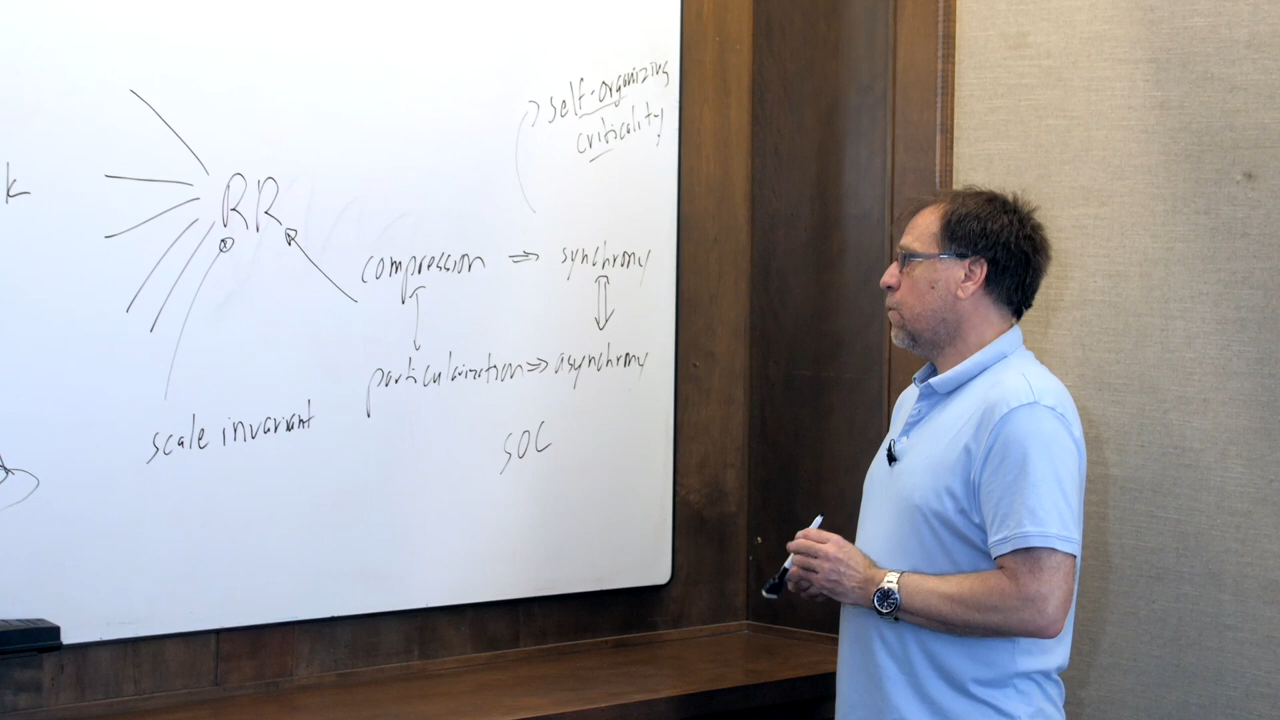 self-organizing
criticality
k
RR
compression ⇒ synchrony
particularization ⇒ asynchrony
scale invariant
SOC